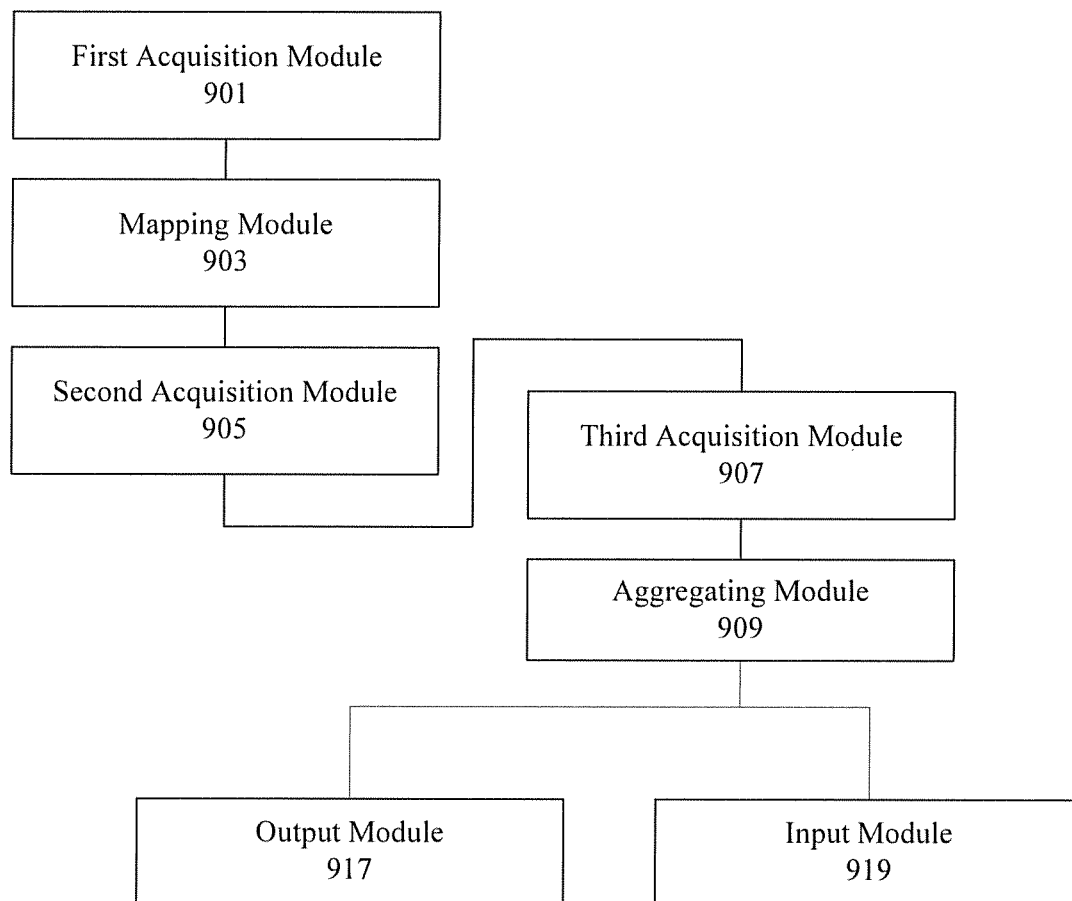 First Acquisition Module
901
Mapping Module
903
Second Acquisition Module
905
Third Acquisition Module
907
Aggregating Module
909
Output Module
917
Input Module
919